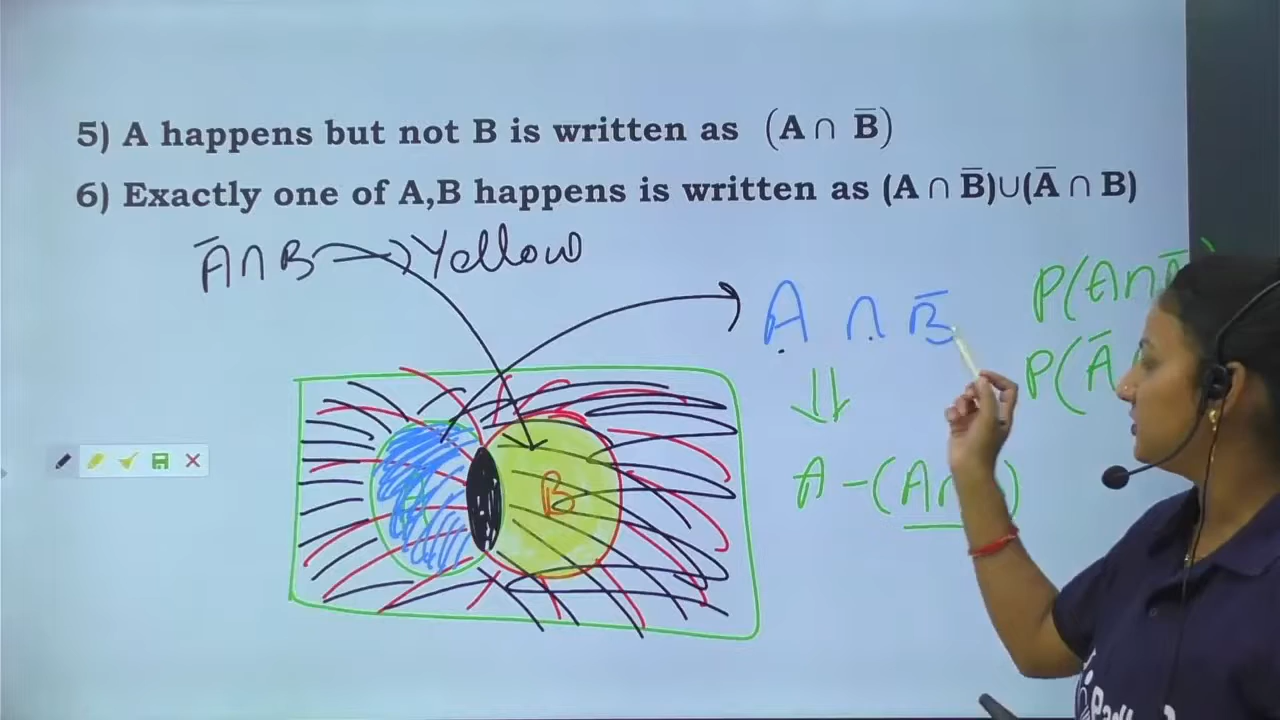 5) A happens but not B is written as (A ∩ B̅)
6) Exactly one of A,B happens is written as (A ∩ B̅)∪(A̅ ∩ B)
A̅ ∩ B → Yellow
A ∩ B̅
P(A ∩
P(A̅
⇓
A - (A∩ )
A
B